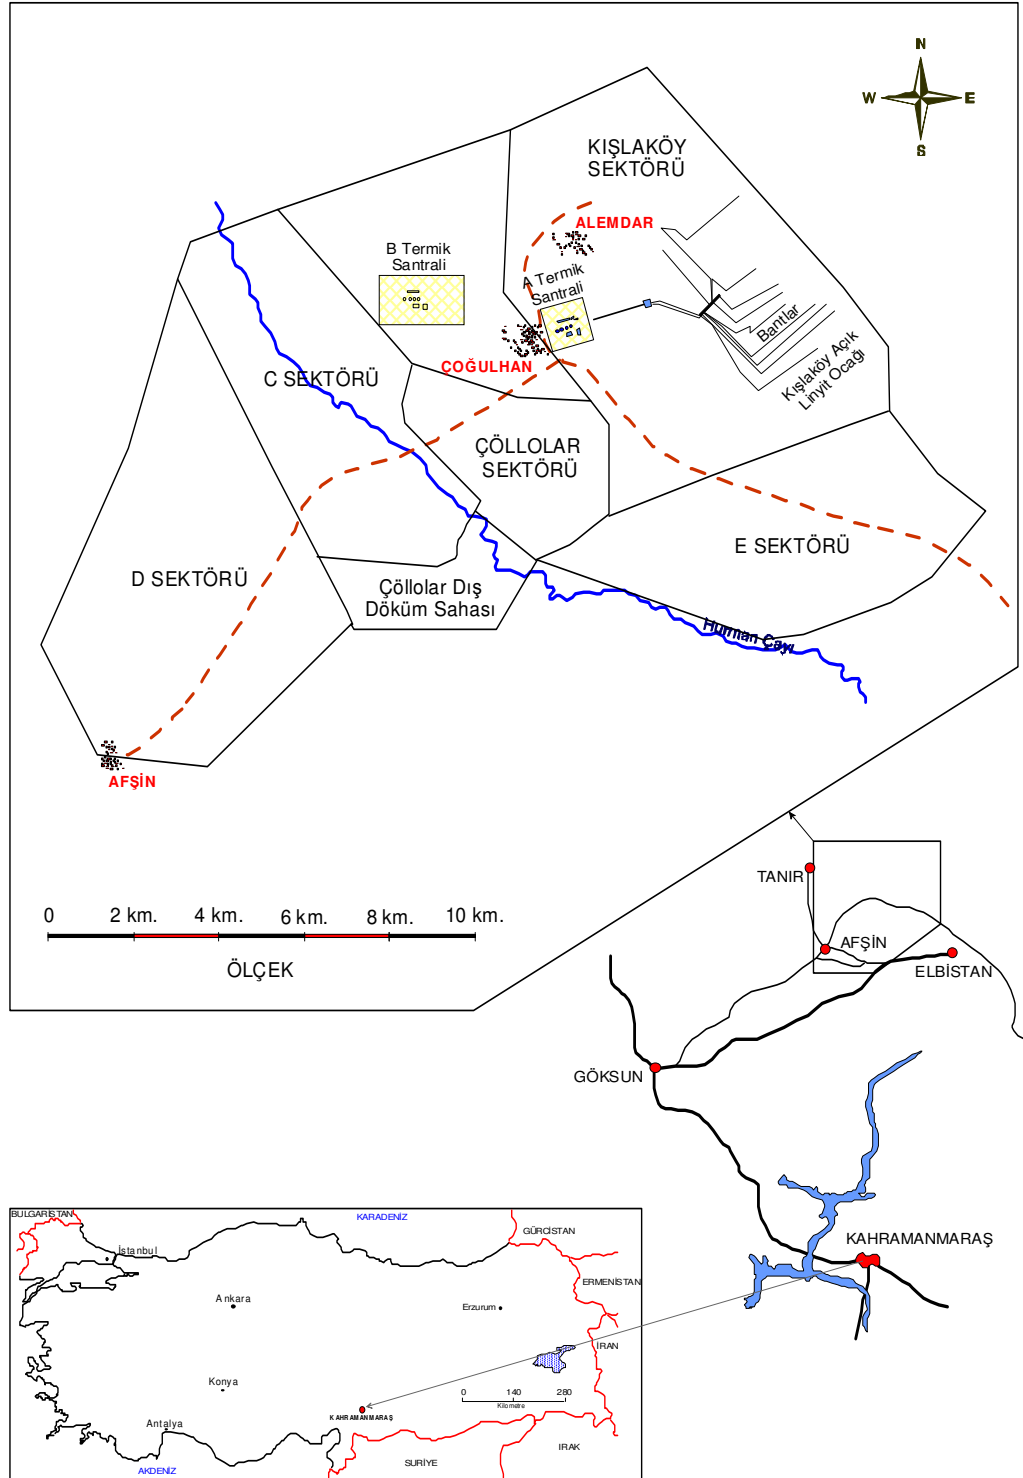 N
W E
S
KIŞLAKÖY
SEKTÖRÜ
ALEMDAR
B Termik
Santrali
A Termik
Santrali
Bantlar
Kışlaköy Açık
Linyit Ocağı
ÇOĞULHAN
C SEKTÖRÜ
ÇÖLLOLAR
SEKTÖRÜ
E SEKTÖRÜ
D SEKTÖRÜ
Çöllolar Dış
Döküm Sahası
Hurman Çayı
AFŞİN
0 2 km. 4 km. 6 km. 8 km. 10 km.
ÖLÇEK
TANIR
AFŞİN
ELBİSTAN
GÖKSUN
KAHRAMANMARAŞ
BULGARİSTAN
KARADENİZ
GÜRCİSTAN
İstanbul
ERMENİSTAN
Ankara
Erzurum
İRAN
Konya
0 140 280
Kilometre
KAHRAMANMARAŞ
Antalya
IRAK
SURİYE
AKDENİZ